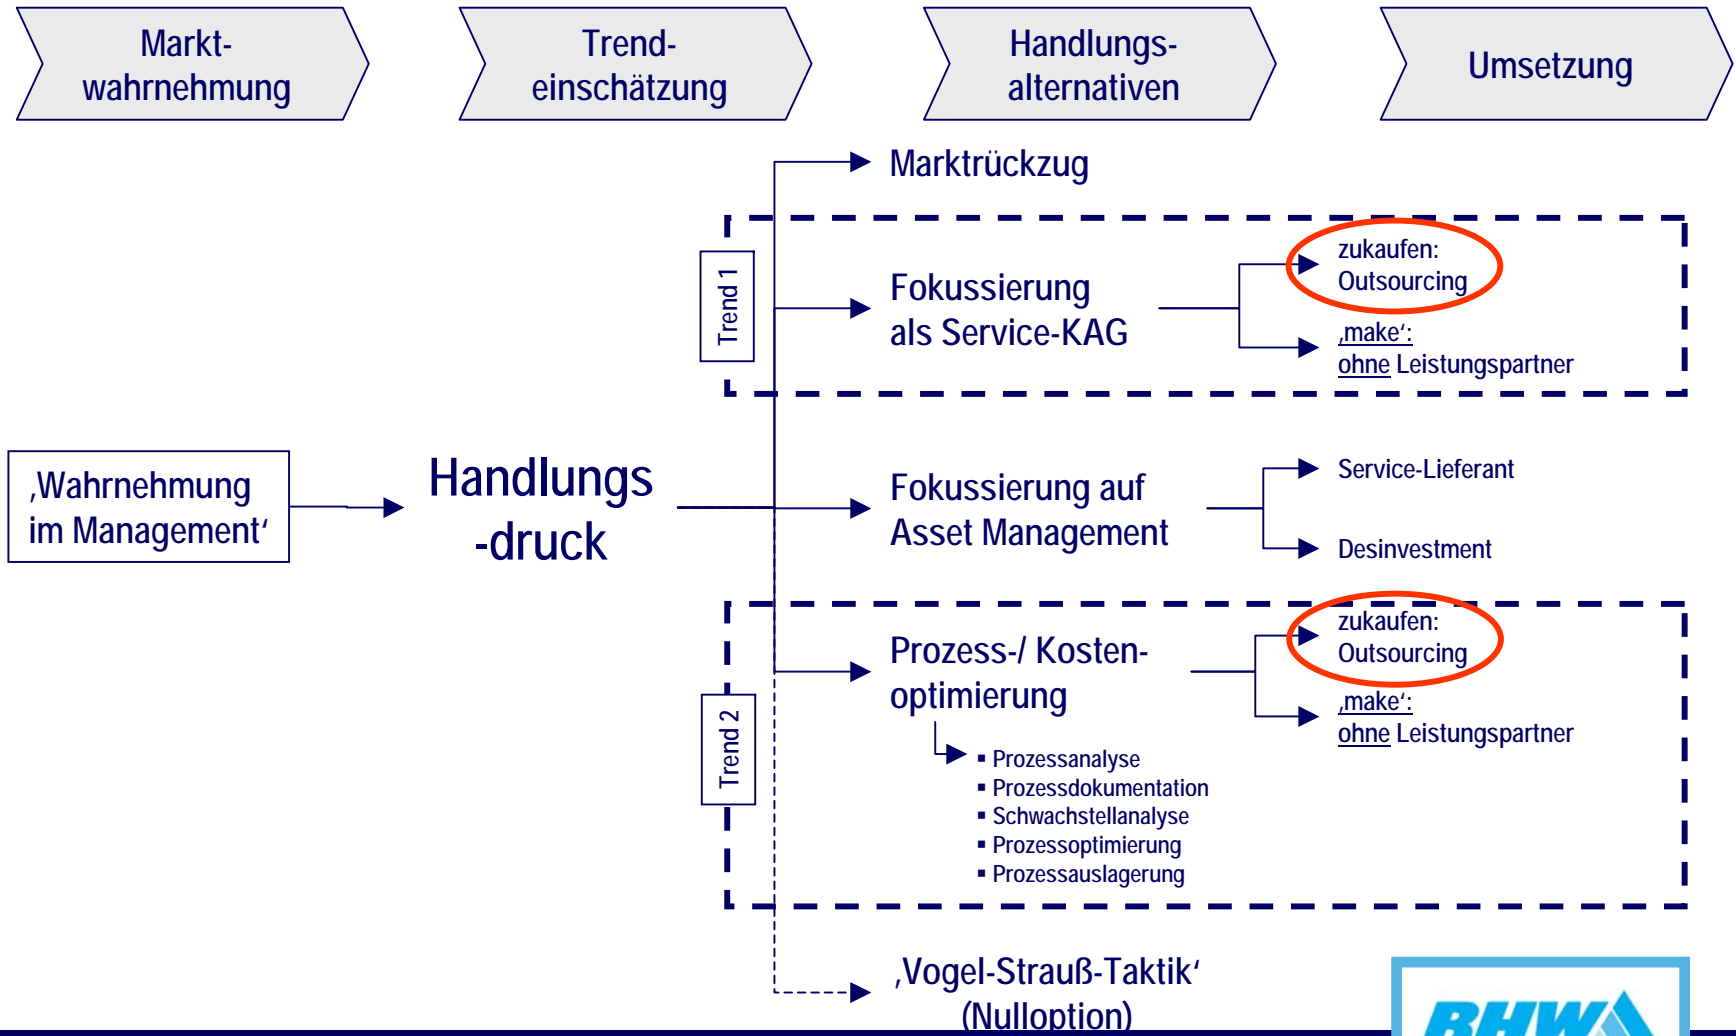 Markt-
wahrnehmung
Trend-
einschätzung
Handlungs-
alternativen
Umsetzung
Marktrückzug
Trend 1
Fokussierung
als Service-KAG
zukaufen:
Outsourcing
‚make‘:
ohne Leistungspartner
‚Wahrnehmung
im Management‘
Handlungs
-druck
Fokussierung auf
Asset Management
Service-Lieferant
Desinvestment
Trend 2
Prozess-/ Kosten-
optimierung
zukaufen:
Outsourcing
‚make‘:
ohne Leistungspartner
▪ Prozessanalyse
▪ Prozessdokumentation
▪ Schwachstellanalyse
▪ Prozessoptimierung
▪ Prozessauslagerung
‚Vogel-Strauß-Taktik‘
(Nulloption)
BHW